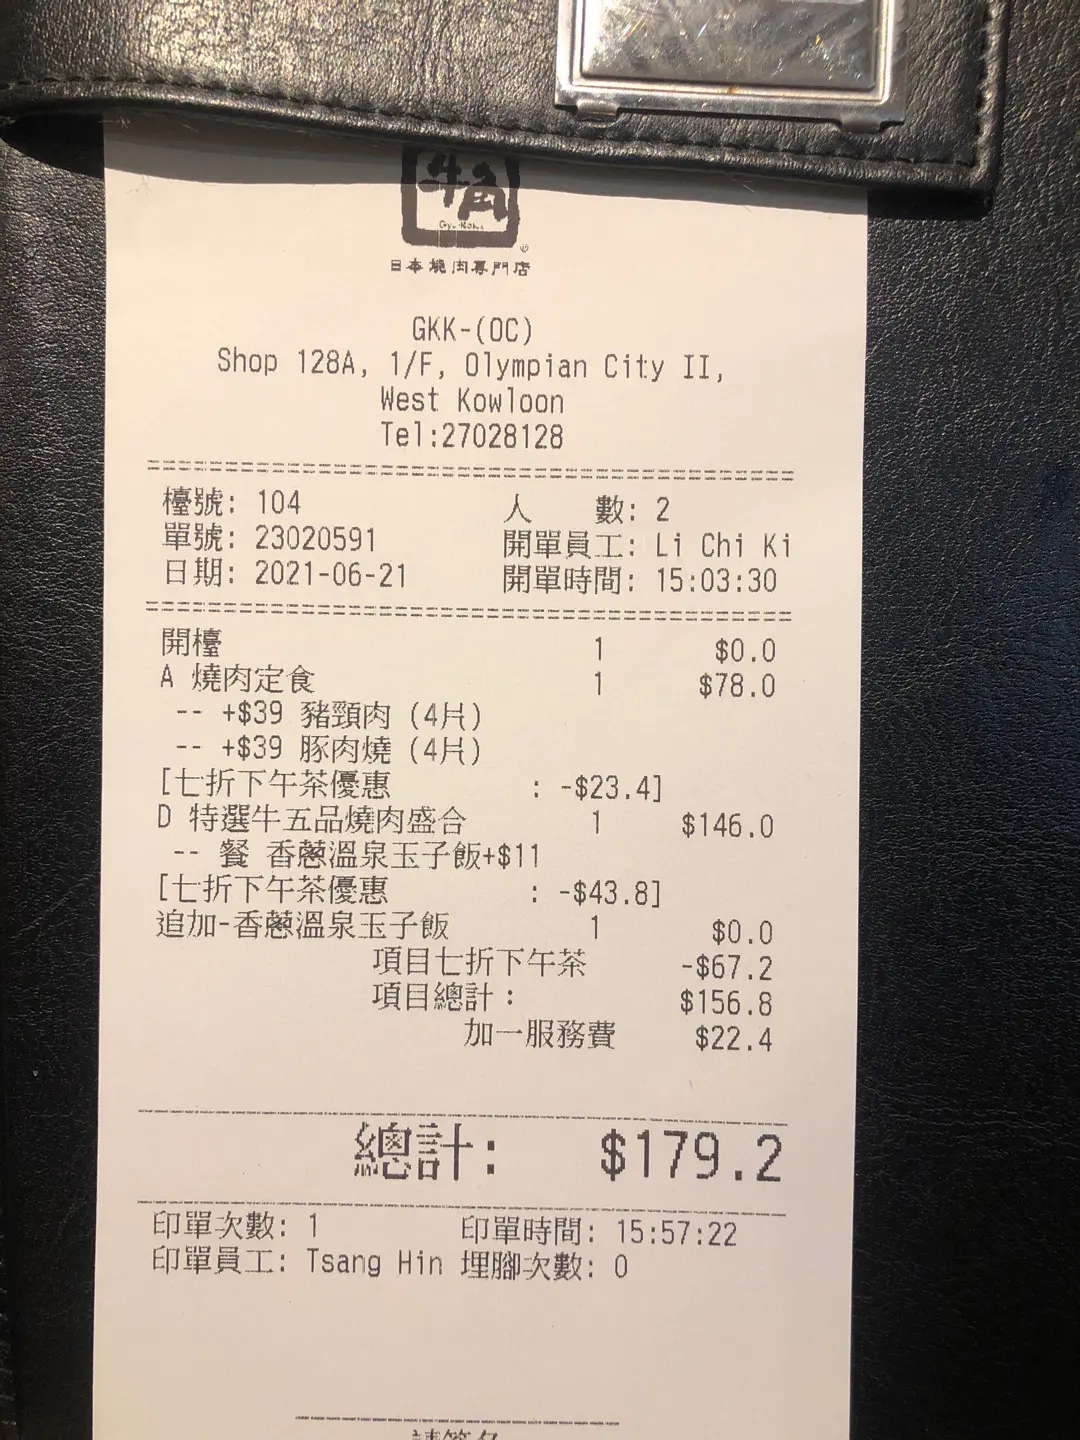 牛角
Gyu-Kaku
日本燒肉專門店
GKK-(OC)
Shop 128A, 1/F, Olympian City II,
West Kowloon
Tel:27028128
檯號: 104 人 數: 2
單號: 23020591 開單員工: Li Chi Ki
日期: 2021-06-21 開單時間: 15:03:30
開檯 1 $0.0
A 燒肉定食 1 $78.0
-- +$39 豬頸肉 (4片)
-- +$39 豚肉燒 (4片)
[七折下午茶優惠 : -$23.4]
D 特選牛五品燒肉盛合 1 $146.0
-- 餐 香蔥溫泉玉子飯+$11
[七折下午茶優惠 : -$43.8]
追加-香蔥溫泉玉子飯 1 $0.0
項目七折下午茶 -$67.2
項目總計: $156.8
加一服務費 $22.4
總計: $179.2
印單次數: 1 印單時間: 15:57:22
印單員工: Tsang Hin 埋腳次數: 0